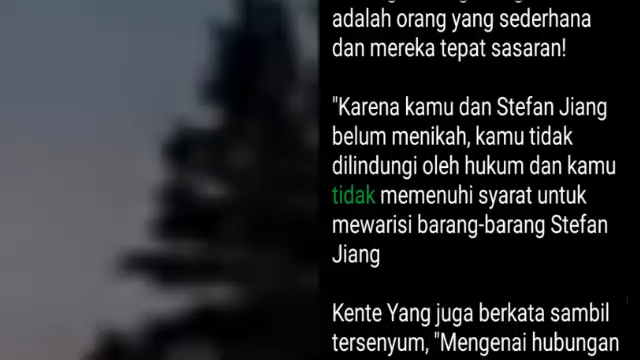 adalah orang yang sederhana
dan mereka tepat sasaran!
"Karena kamu dan Stefan Jiang
belum menikah, kamu tidak
dilindungi oleh hukum dan kamu
tidak memenuhi syarat untuk
mewarisi barang-barang Stefan
Jiang
Kente Yang juga berkata sambil
tersenyum, "Mengenai hubungan